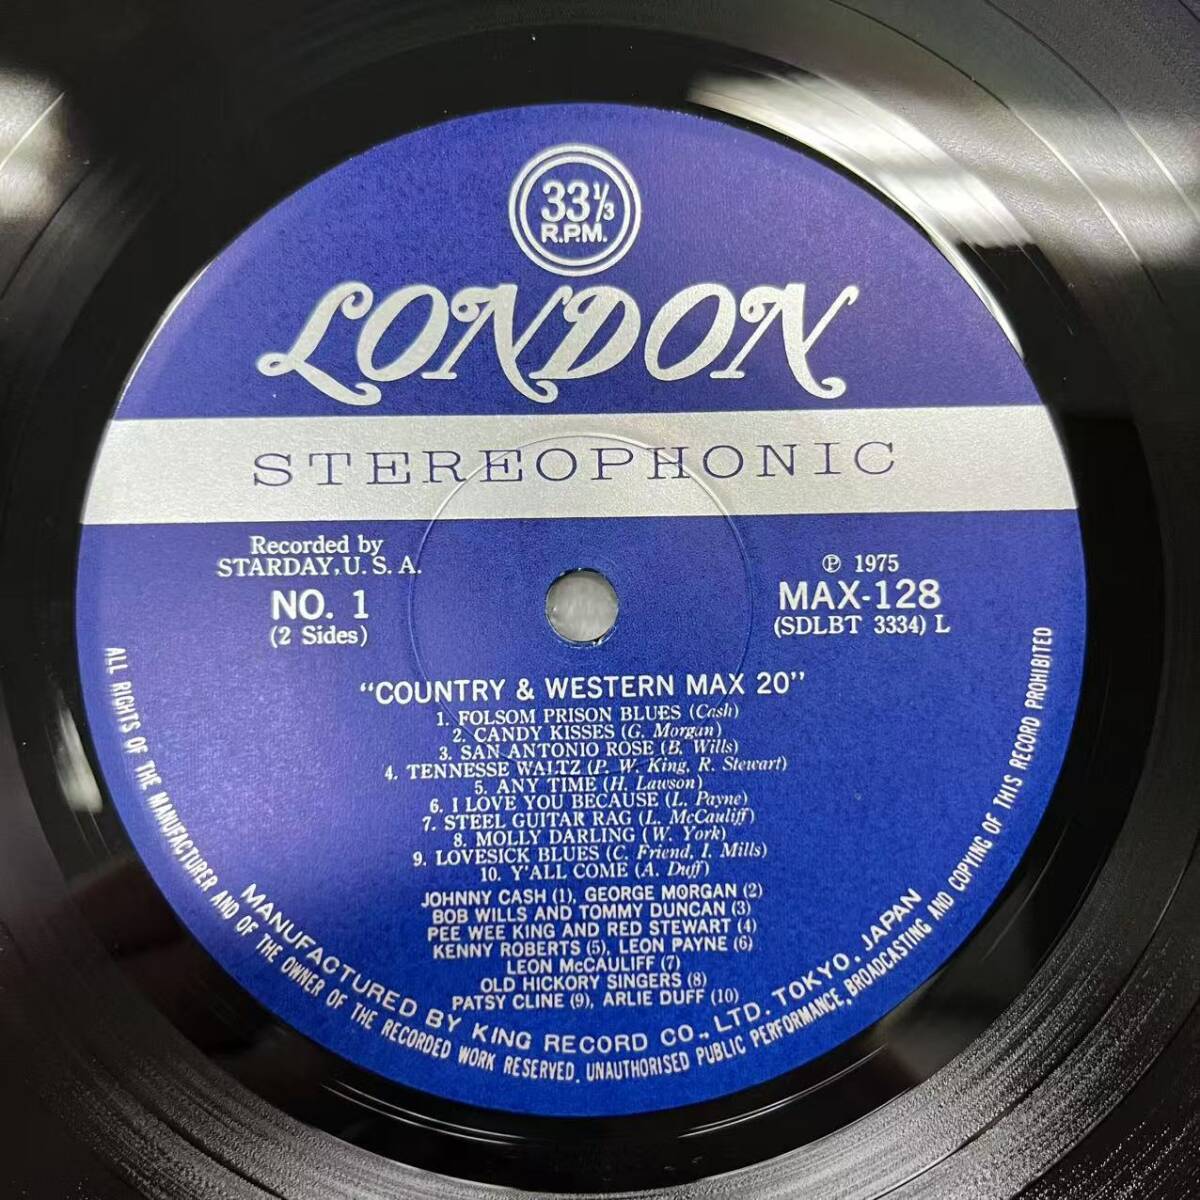 33 1/3
R.P.M.
LONDON
STEREOPHONIC
Recorded by
STARDAY, U. S. A.
NO. 1
(2 Sides)
℗ 1975
MAX-128
(SDLBT 3334) L
"COUNTRY & WESTERN MAX 20"
1. FOLSOM PRISON BLUES (Cash)
2. CANDY KISSES (G. Morgan)
3. SAN ANTONIO ROSE (B. Wills)
4. TENNESSE WALTZ (P. W. King, R. Stewart)
5. ANY TIME (H. Lawson)
6. I LOVE YOU BECAUSE (L. Payne)
7. STEEL GUITAR RAG (L. McCauliff)
8. MOLLY DARLING (W. York)
9. LOVESICK BLUES (C. Friend, I. Mills)
10. Y'ALL COME (A. Duff)
JOHNNY CASH (1), GEORGE MORGAN (2)
BOB WILLS AND TOMMY DUNCAN (3)
PEE WEE KING AND RED STEWART (4)
KENNY ROBERTS (5), LEON PAYNE (6)
LEON McCAULIFF (7)
OLD HICKORY SINGERS (8)
PATSY CLINE (9), ARLIE DUFF (10)
MANUFACTURED BY KING RECORD CO., LTD. TOKYO, JAPAN
ALL RIGHTS OF THE MANUFACTURER AND OF THE OWNER OF THE RECORDED WORK RESERVED. UNAUTHORISED PUBLIC PERFORMANCE, BROADCASTING AND COPYING OF THIS RECORD PROHIBITED